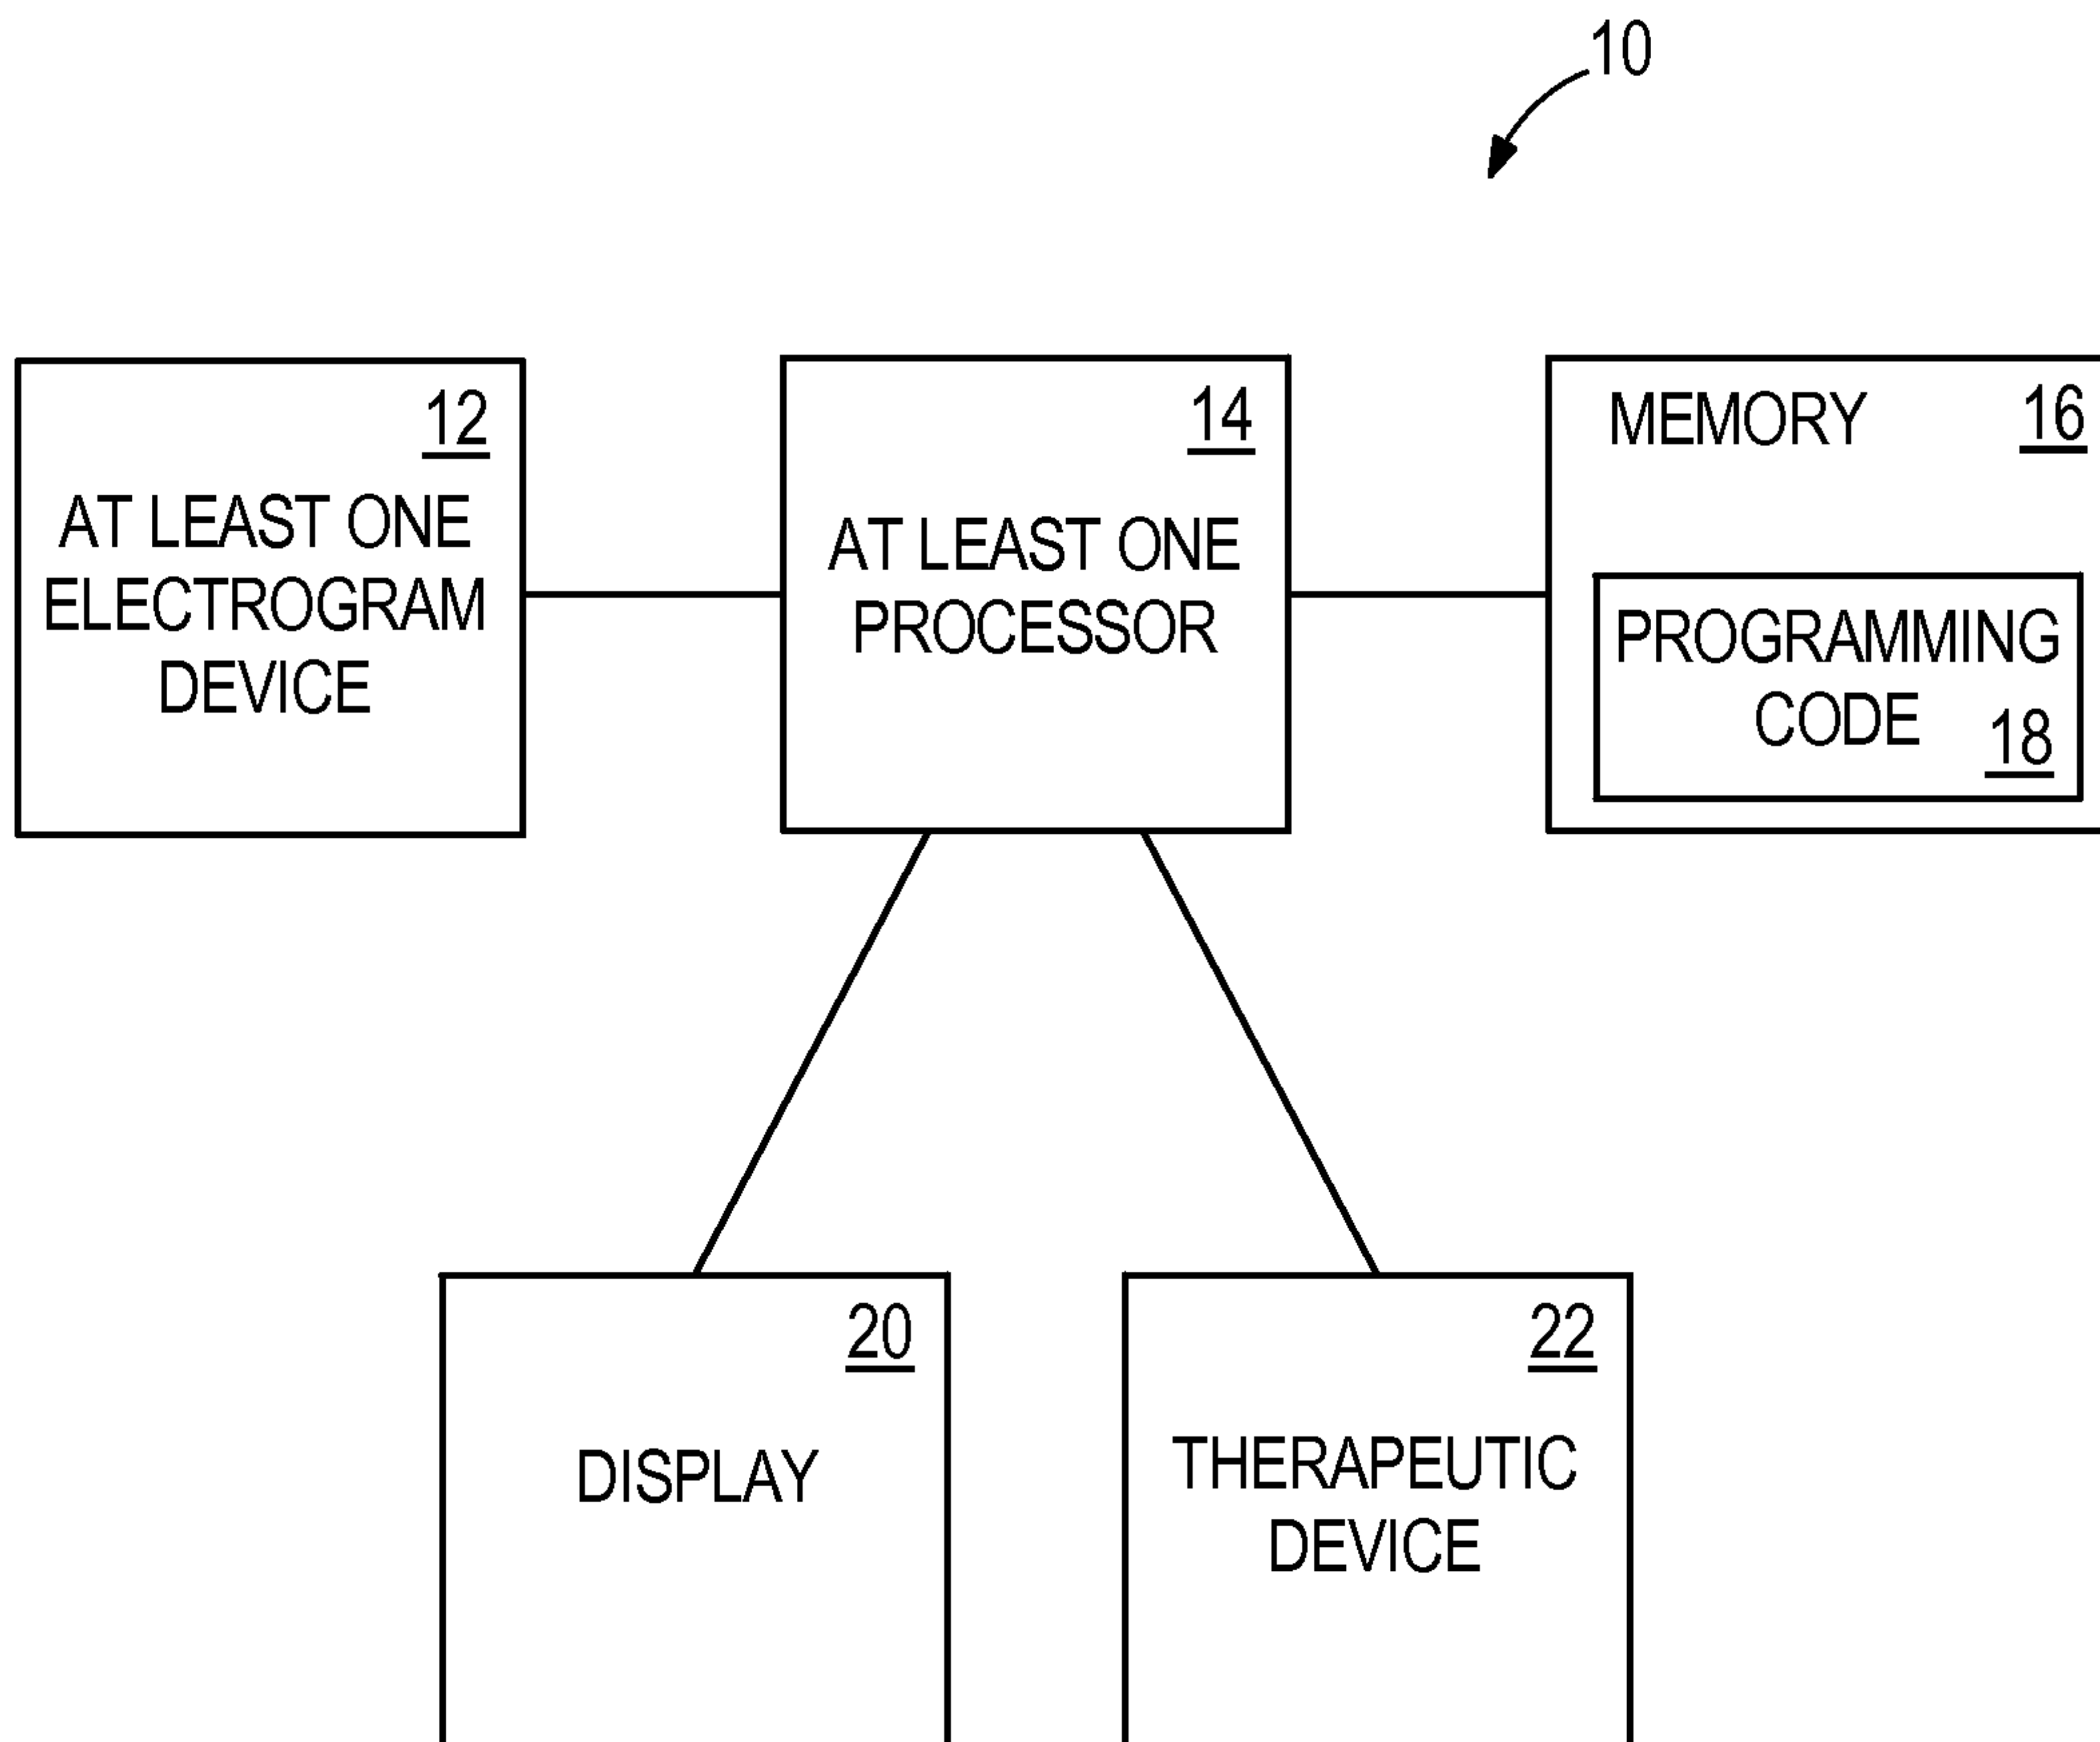 10
12
AT LEAST ONE
ELECTROGRAM
DEVICE
14
AT LEAST ONE
PROCESSOR
MEMORY 16
PROGRAMMING
CODE 18
20
DISPLAY
22
THERAPEUTIC
DEVICE